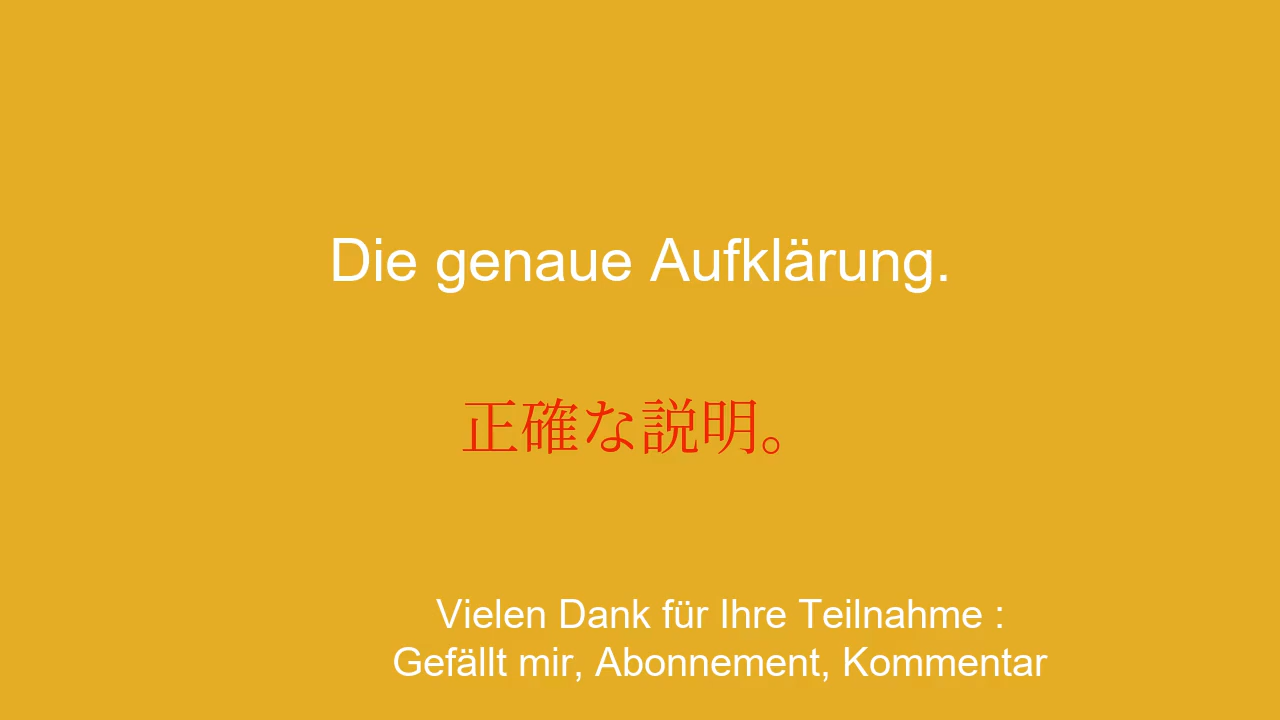 Die genaue Aufklärung.
正確な説明。
Vielen Dank für Ihre Teilnahme :
Gefällt mir, Abonnement, Kommentar